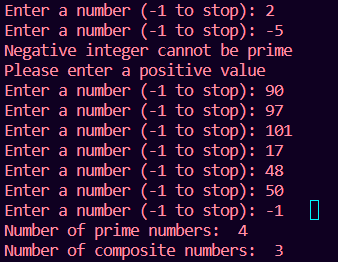 Enter a number (-1 to stop): 2
Enter a number (-1 to stop): -5
Negative integer cannot be prime
Please enter a positive value
Enter a number (-1 to stop): 90
Enter a number (-1 to stop): 97
Enter a number (-1 to stop): 101
Enter a number (-1 to stop): 17
Enter a number (-1 to stop): 48
Enter a number (-1 to stop): 50
Enter a number (-1 to stop): -1
Number of prime numbers:  4
Number of composite numbers:  3